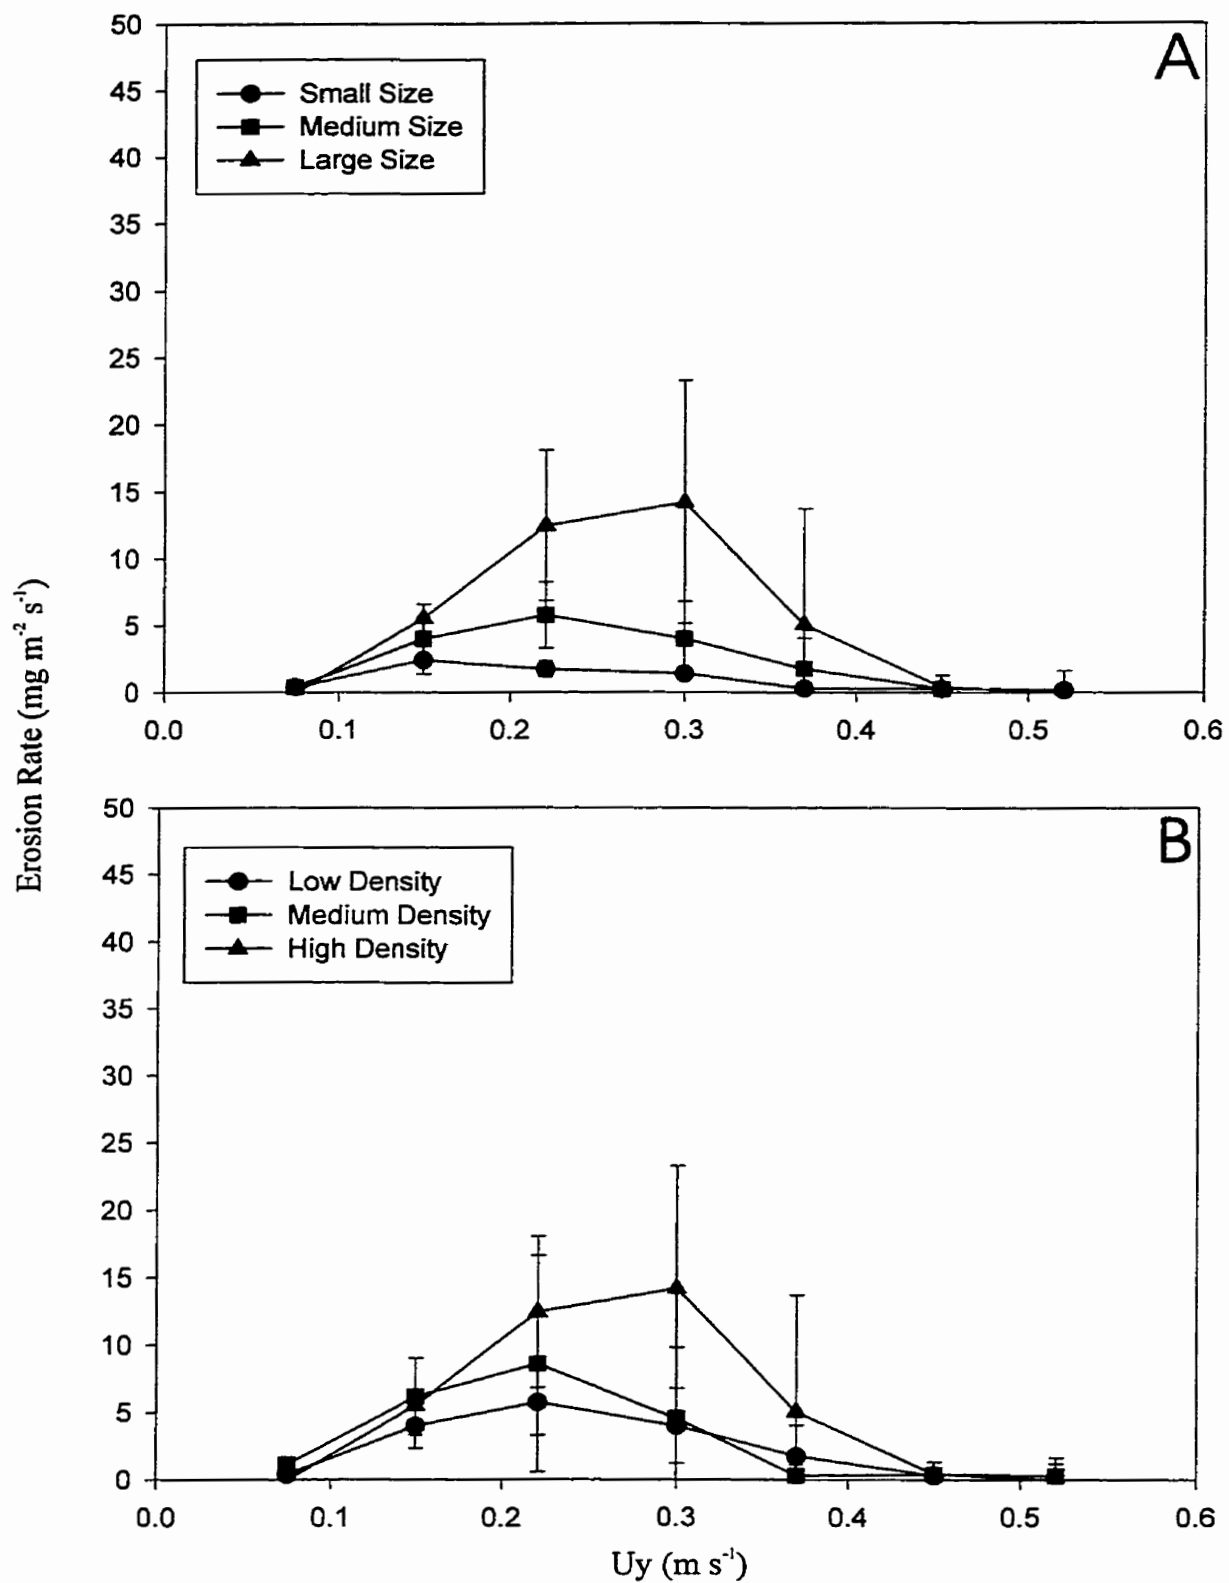 A
50
45
40
35
30
25
20
15
10
5
0
Small Size
Medium Size
Large Size
0.0 0.1 0.2 0.3 0.4 0.5 0.6
Erosion Rate (mg m⁻² s⁻¹)
B
50
45
40
35
30
25
20
15
10
5
0
Low Density
Medium Density
High Density
0.0 0.1 0.2 0.3 0.4 0.5 0.6
Uy (m s⁻¹)